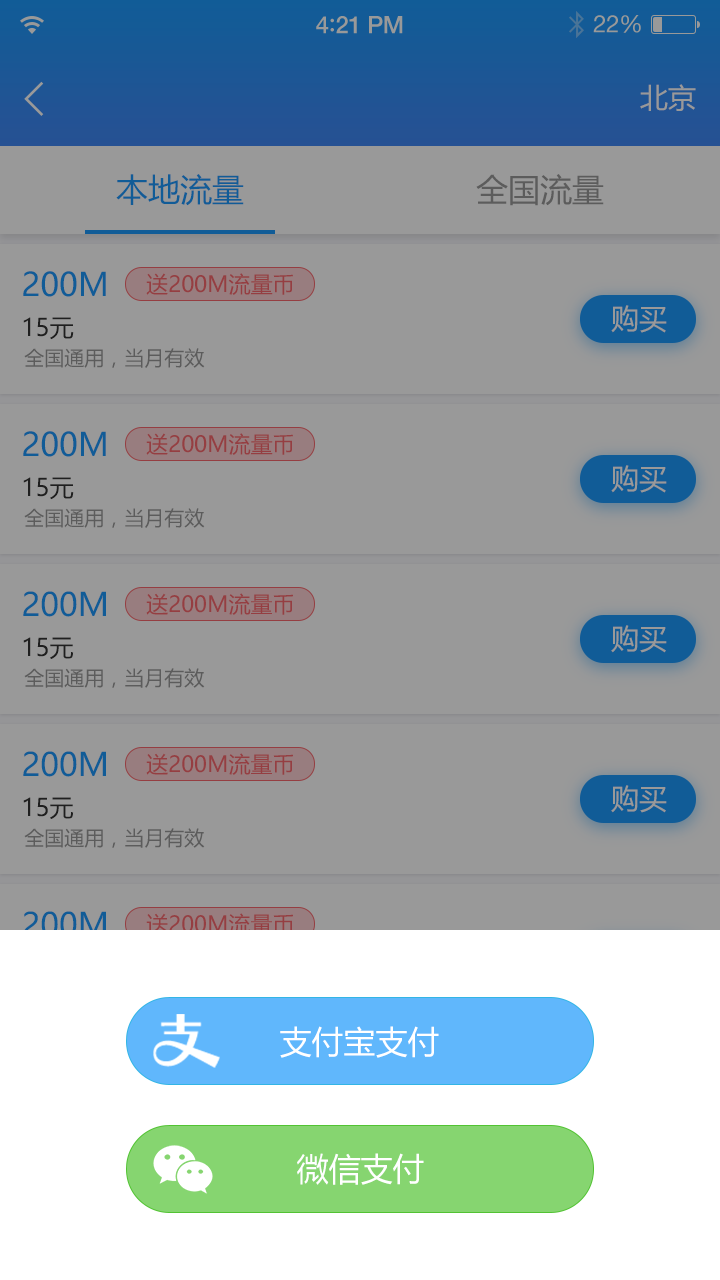 4:21 PM
22%
北京
本地流量
全国流量
200M 送200M流量币
15元
全国通用，当月有效
购买
200M 送200M流量币
15元
全国通用，当月有效
购买
200M 送200M流量币
15元
全国通用，当月有效
购买
200M 送200M流量币
15元
全国通用，当月有效
购买
200M 送200M流量币
支付宝支付
微信支付